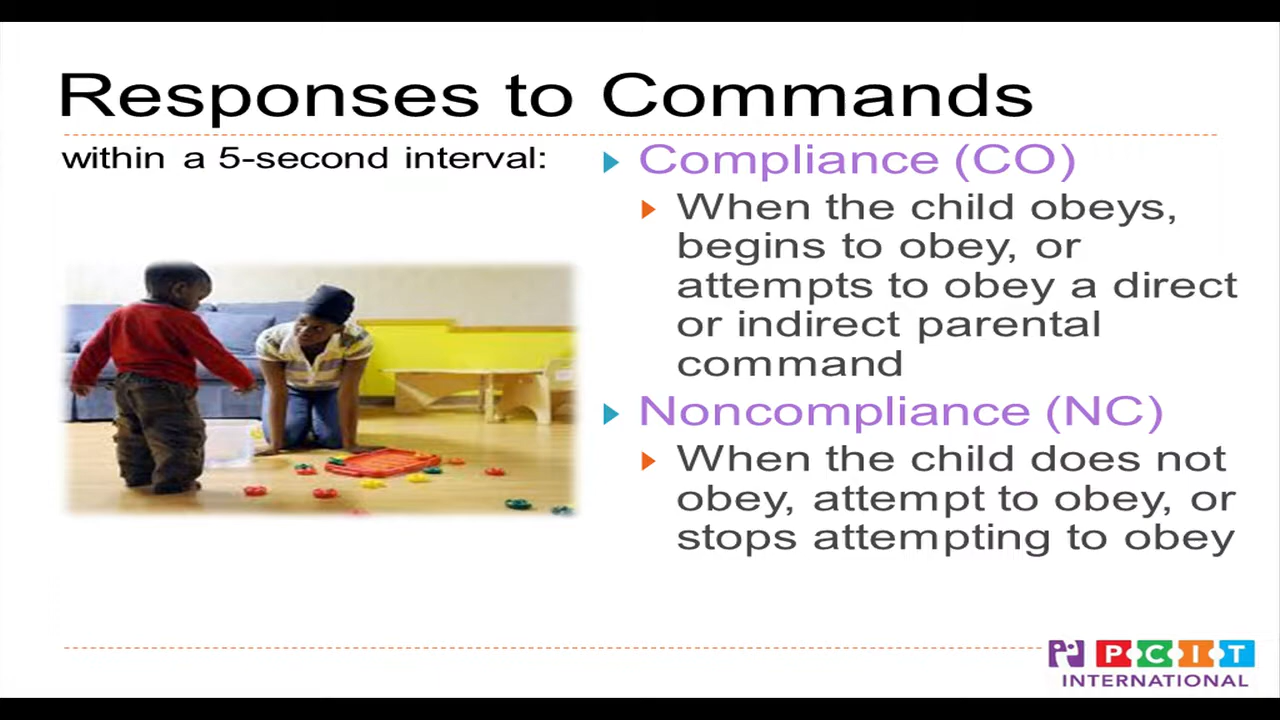 Responses to Commands
within a 5-second interval:
Compliance (CO)
When the child obeys,
begins to obey, or
attempts to obey a direct
or indirect parental
command
Noncompliance (NC)
When the child does not
obey, attempt to obey, or
stops attempting to obey
PCIT
INTERNATIONAL